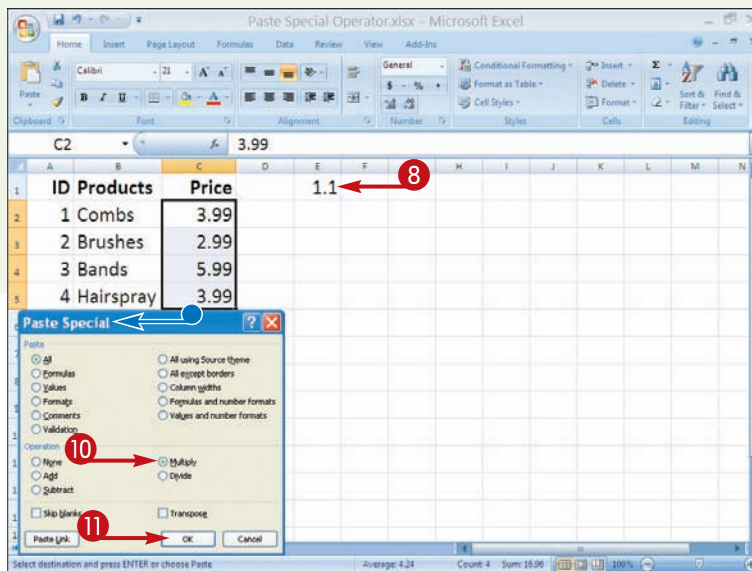 Paste Special Operator.xlsx - Microsoft Excel
Home Insert Page Layout Formulas Data Review View Add-Ins
Paste
Calibri 21 A A
General
Conditional Formatting
Insert
Σ
B I U A
$ % ,
Format as Table
Delete
Sort & Filter
Find & Select
Cell Styles
Format
Clipboard Font Alignment Number Styles Cells Editing
C2 fx 3.99
A B C D E F H I J K L M N
1 ID Products Price 1.1 8
2 1 Combs 3.99
3 2 Brushes 2.99
4 3 Bands 5.99
5 4 Hairspray 3.99
Paste Special ?
Paste
All All using Source theme
Formulas All except borders
Values Column widths
Formats Formulas and number formats
Comments Values and number formats
Validation
Operation 10
None Multiply
Add Divide
Subtract
Skip blanks Transpose
11
Paste Link OK Cancel
Select destination and press ENTER or choose Paste Average: 4.24 Count: 4 Sum: 16.96 100%